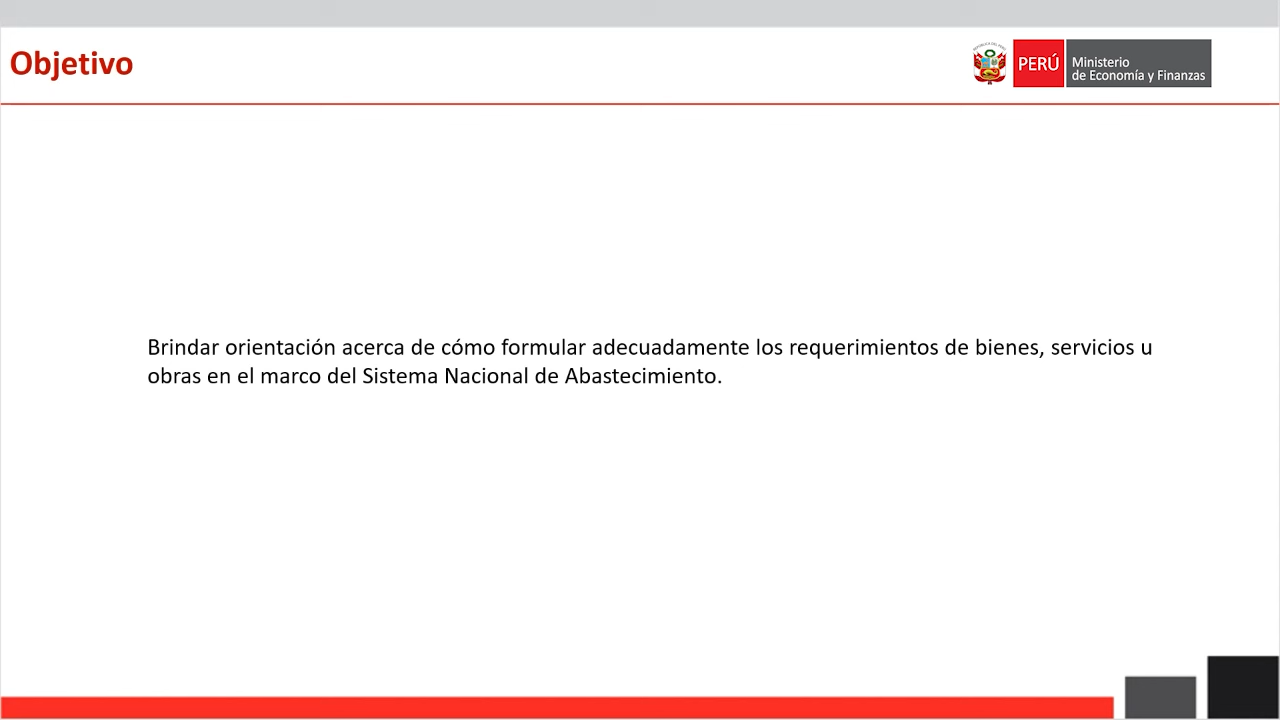 Objetivo
PERÚ
Ministerio
de Economía y Finanzas
Brindar orientación acerca de cómo formular adecuadamente los requerimientos de bienes, servicios u
obras en el marco del Sistema Nacional de Abastecimiento.